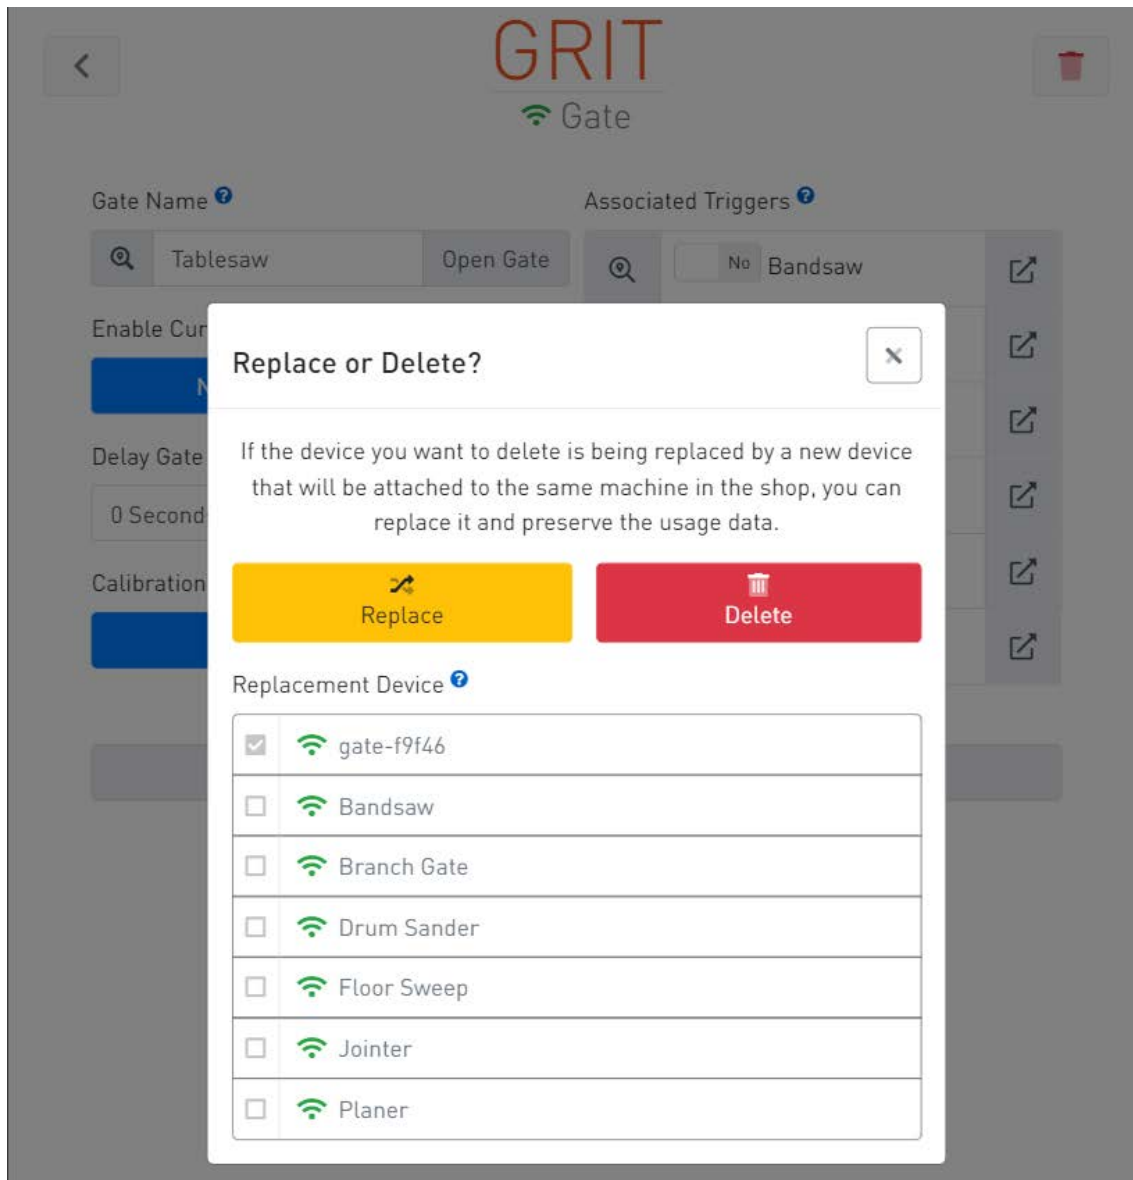 GRIT
Gate
Gate Name
Associated Triggers
Tablesaw Open Gate
No Bandsaw
Enable Cur
N
Delay Gate
0 Second
Calibration
Replace or Delete?
If the device you want to delete is being replaced by a new device
that will be attached to the same machine in the shop, you can
replace it and preserve the usage data.
Replace
Delete
Replacement Device
gate-f9f46
Bandsaw
Branch Gate
Drum Sander
Floor Sweep
Jointer
Planer